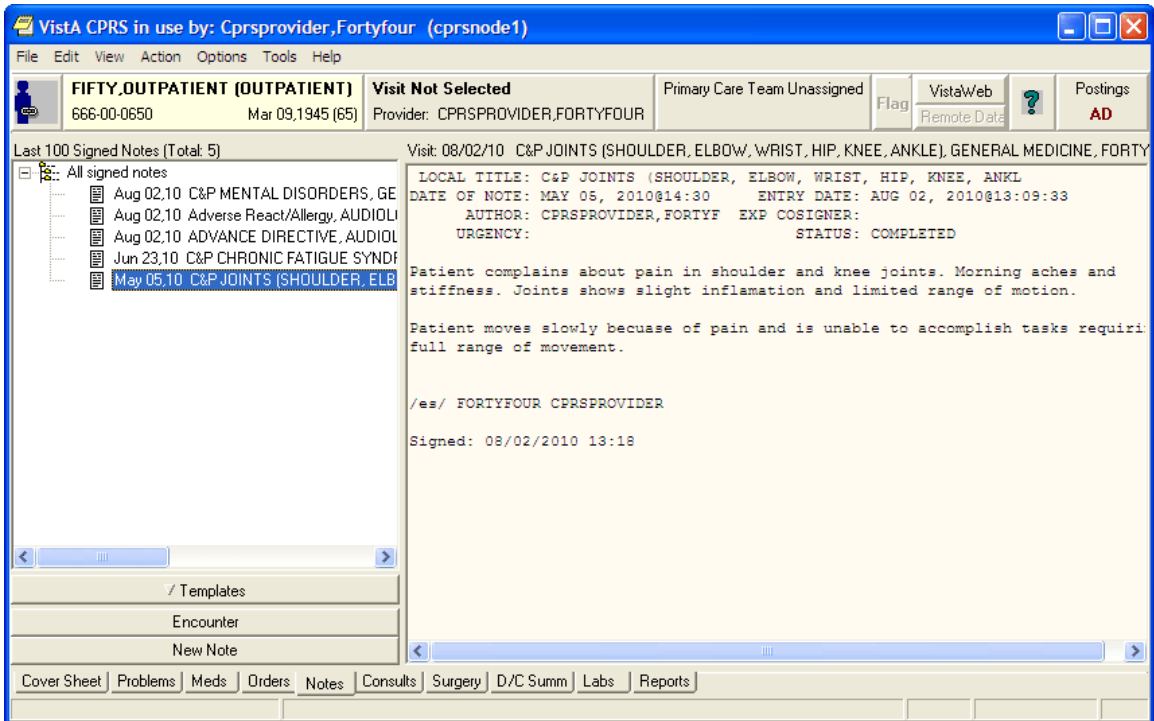 VistA CPRS in use by: Cprsprovider,Fortyfour (cprsnode1)
File Edit View Action Options Tools Help
FIFTY,OUTPATIENT (OUTPATIENT)
666-00-0650 Mar 09,1945 (65)
Visit Not Selected
Provider: CPRSPROVIDER,FORTYFOUR
Primary Care Team Unassigned
Flag
VistaWeb
Remote Data
?
Postings
AD
Last 100 Signed Notes (Total: 5)
All signed notes
Aug 02,10 C&P MENTAL DISORDERS, GE
Aug 02,10 Adverse React/Allergy, AUDIOL
Aug 02,10 ADVANCE DIRECTIVE, AUDIOL
Jun 23,10 C&P CHRONIC FATIGUE SYNDR
May 05,10 C&P JOINTS (SHOULDER, ELB
/ Templates
Encounter
New Note
Visit: 08/02/10 C&P JOINTS (SHOULDER, ELBOW, WRIST, HIP, KNEE, ANKLE), GENERAL MEDICINE, FORTY
LOCAL TITLE: C&P JOINTS (SHOULDER, ELBOW, WRIST, HIP, KNEE, ANKL
DATE OF NOTE: MAY 05, 2010@14:30 ENTRY DATE: AUG 02, 2010@13:09:33
AUTHOR: CPRSPROVIDER,FORTYF EXP COSIGNER:
URGENCY: STATUS: COMPLETED
Patient complains about pain in shoulder and knee joints. Morning aches and
stiffness. Joints shows slight inflamation and limited range of motion.
Patient moves slowly becuase of pain and is unable to accomplish tasks requiri
full range of movement.
/es/ FORTYFOUR CPRSPROVIDER
Signed: 08/02/2010 13:18
Cover Sheet Problems Meds Orders Notes Consults Surgery D/C Summ Labs Reports